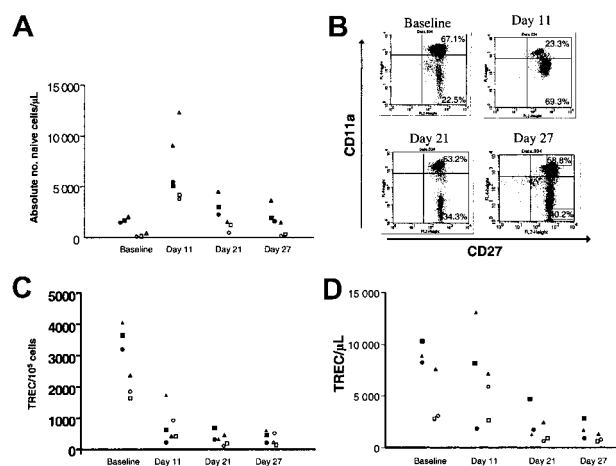 A
Absolute no. naive cells/µL
15 000
10 000
5 000
0
Baseline
Day 11
Day 21
Day 27
B
CD11a
Baseline
67.1%
22.5%
Day 11
23.3%
69.3%
Day 21
53.2%
34.3%
Day 27
58.8%
40.2%
CD27
C
TREC/10⁶ cells
5000
4000
3000
2000
1000
0
Baseline
Day 11
Day 21
Day 27
D
TREC/µL
15 000
10 000
5 000
0
Baseline
Day 11
Day 21
Day 27